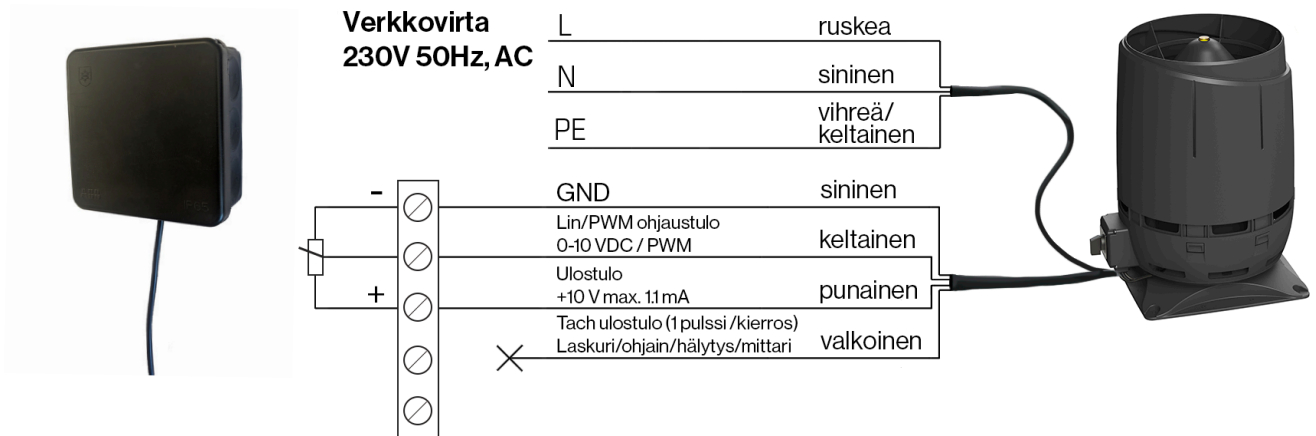 Verkkovirta
230V 50Hz, AC
L ruskea
N sininen
PE vihreä/
keltainen
- GND sininen
Lin/PWM ohjaustulo
0-10 VDC / PWM keltainen
Ulostulo
+ +10 V max. 1.1 mA punainen
Tach ulostulo (1 pulssi /kierros)
Laskuri/ohjain/hälytys/mittari valkoinen